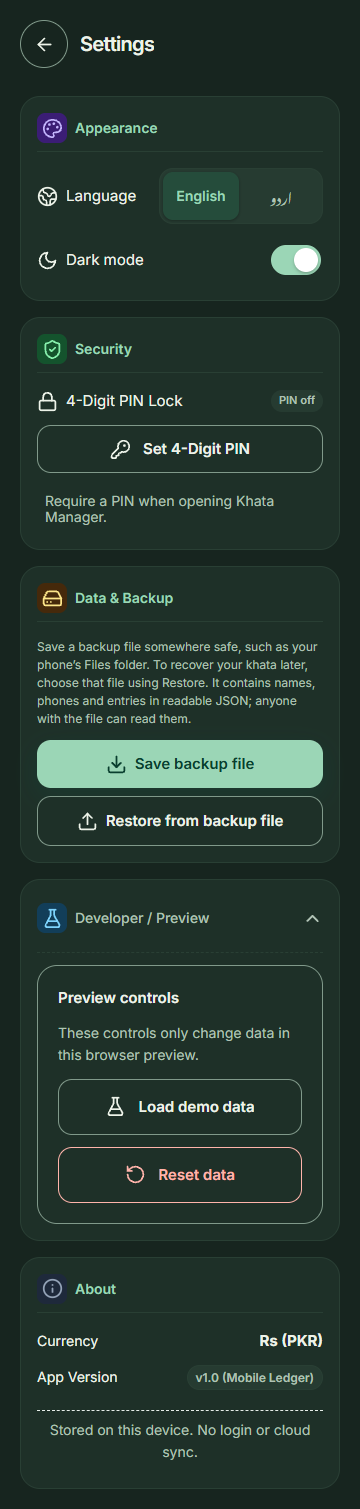 Settings
Appearance
Language
English
اردو
Dark mode
Security
4-Digit PIN Lock
PIN off
Set 4-Digit PIN
Require a PIN when opening Khata
Manager.
Data & Backup
Save a backup file somewhere safe, such as your
phone's Files folder. To recover your khata later,
choose that file using Restore. It contains names,
phones and entries in readable JSON; anyone
with the file can read them.
Save backup file
Restore from backup file
Developer / Preview
Preview controls
These controls only change data in
this browser preview.
Load demo data
Reset data
About
Currency
Rs (PKR)
App Version
v1.0 (Mobile Ledger)
Stored on this device. No login or cloud
sync.